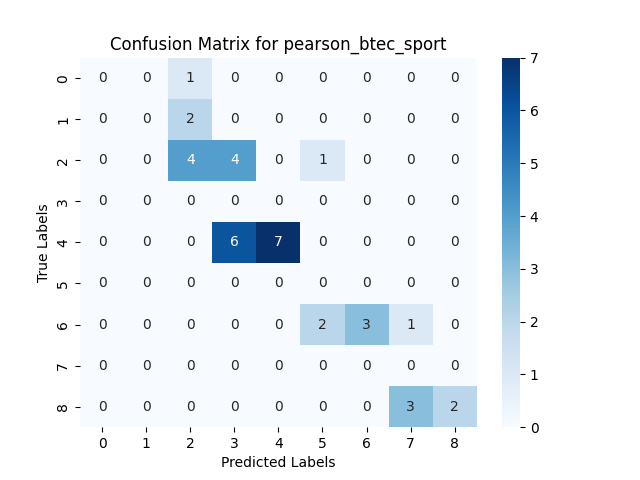 Confusion Matrix for pearson_btec_sport
True Labels
0 0 0 1 0 0 0 0 0 0
1 0 0 2 0 0 0 0 0 0
2 0 0 4 4 0 1 0 0 0
3 0 0 0 0 0 0 0 0 0
4 0 0 0 6 7 0 0 0 0
5 0 0 0 0 0 0 0 0 0
6 0 0 0 0 0 2 3 1 0
7 0 0 0 0 0 0 0 0 0
8 0 0 0 0 0 0 0 3 2
0 1 2 3 4 5 6 7 8
Predicted Labels
7
6
5
4
3
2
1
0